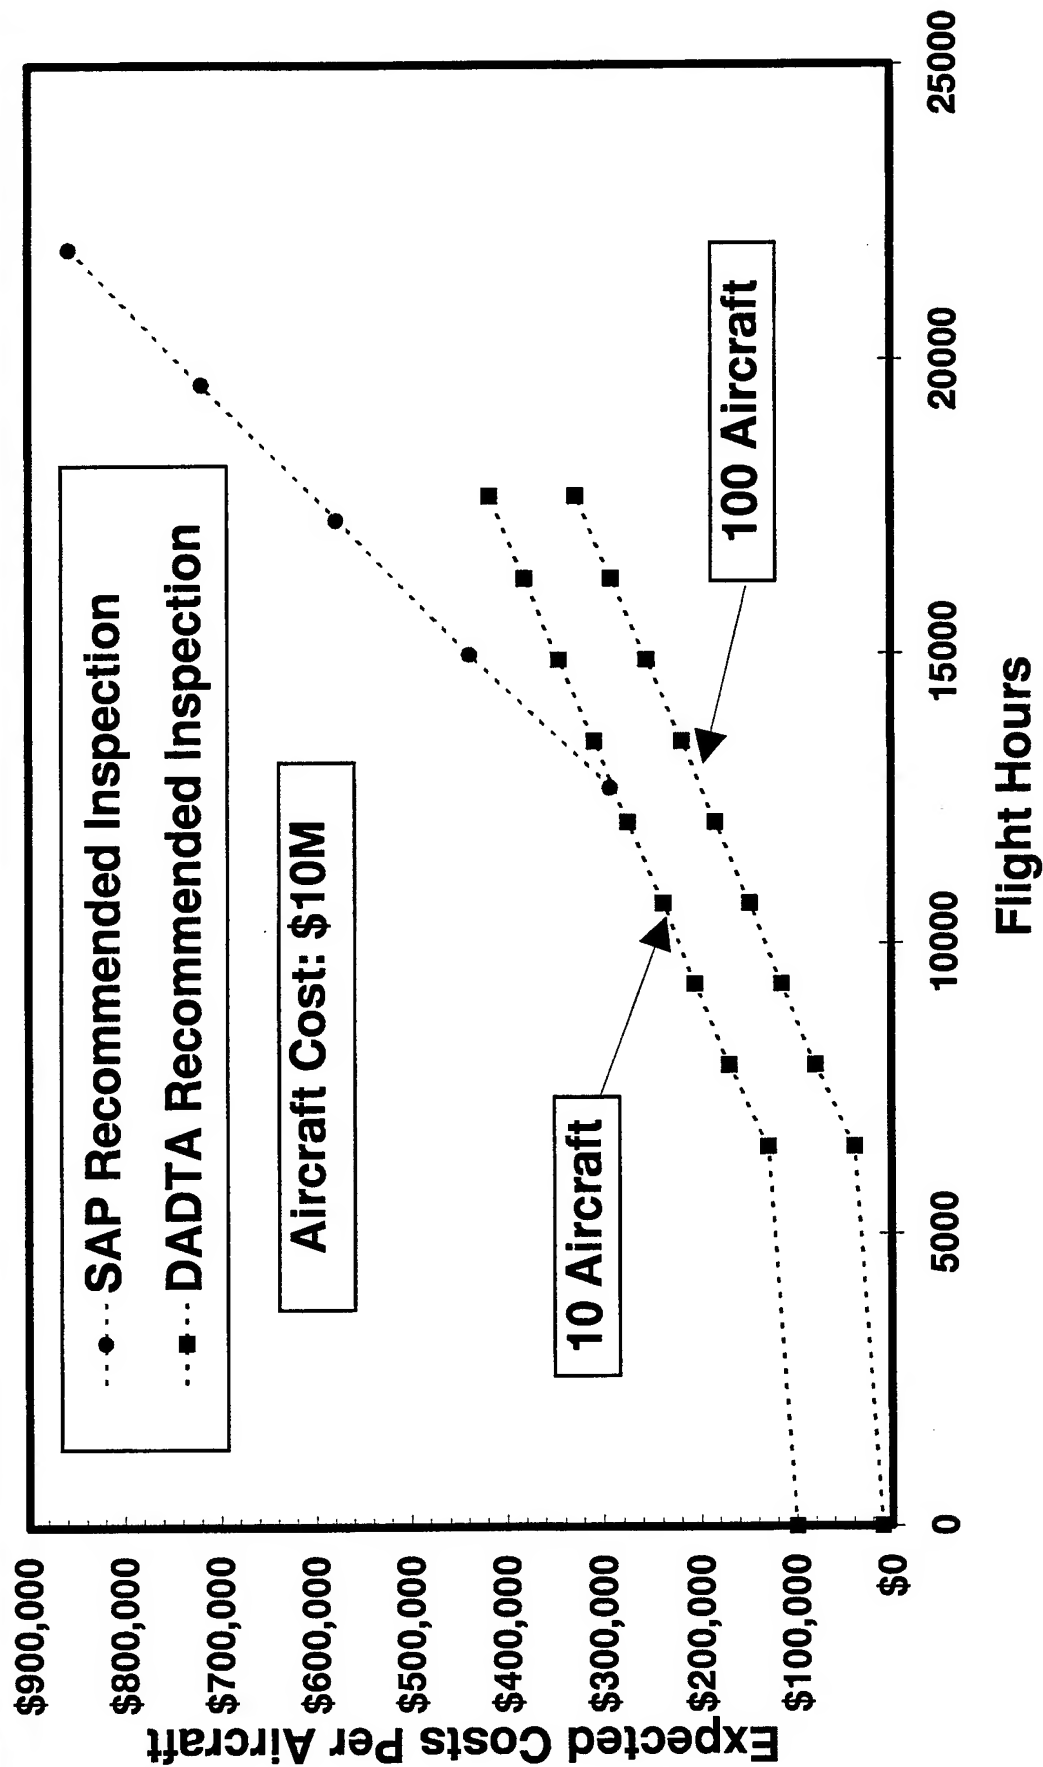 $900,000
$800,000
$700,000
$600,000
$500,000
$400,000
$300,000
$200,000
$100,000
$0
Expected Costs Per Aircraft
SAP Recommended Inspection
DADTA Recommended Inspection
Aircraft Cost: $10M
10 Aircraft
100 Aircraft
0
5000
10000
15000
20000
25000
Flight Hours